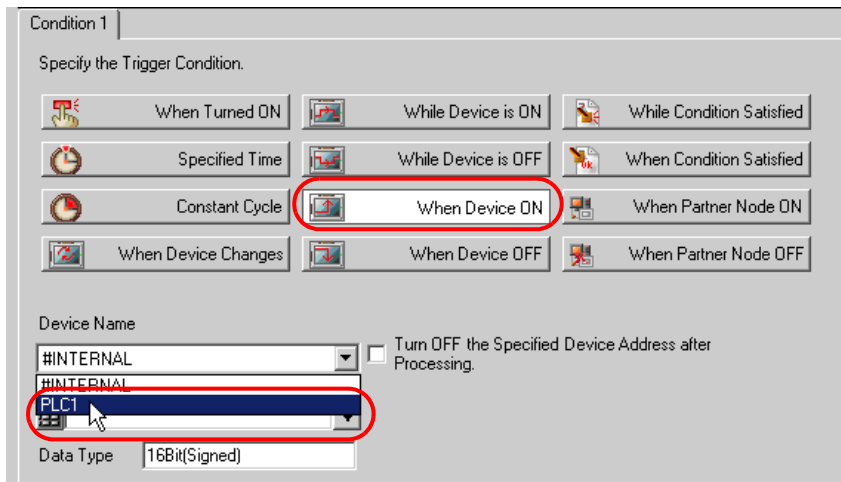 Condition 1
Specify the Trigger Condition.
When Turned ON While Device is ON While Condition Satisfied
Specified Time While Device is OFF When Condition Satisfied
Constant Cycle When Device ON When Partner Node ON
When Device Changes When Device OFF When Partner Node OFF
Device Name
#INTERNAL Turn OFF the Specified Device Address after
Processing.
#INTERNAL
PLC1
Data Type 16Bit(Signed)